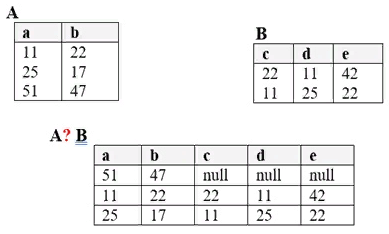 A
a b
11 22
25 17
51 47
B
c d e
22 11 42
11 25 22
A? B
a b c d e
51 47 null null null
11 22 22 11 42
25 17 11 25 22